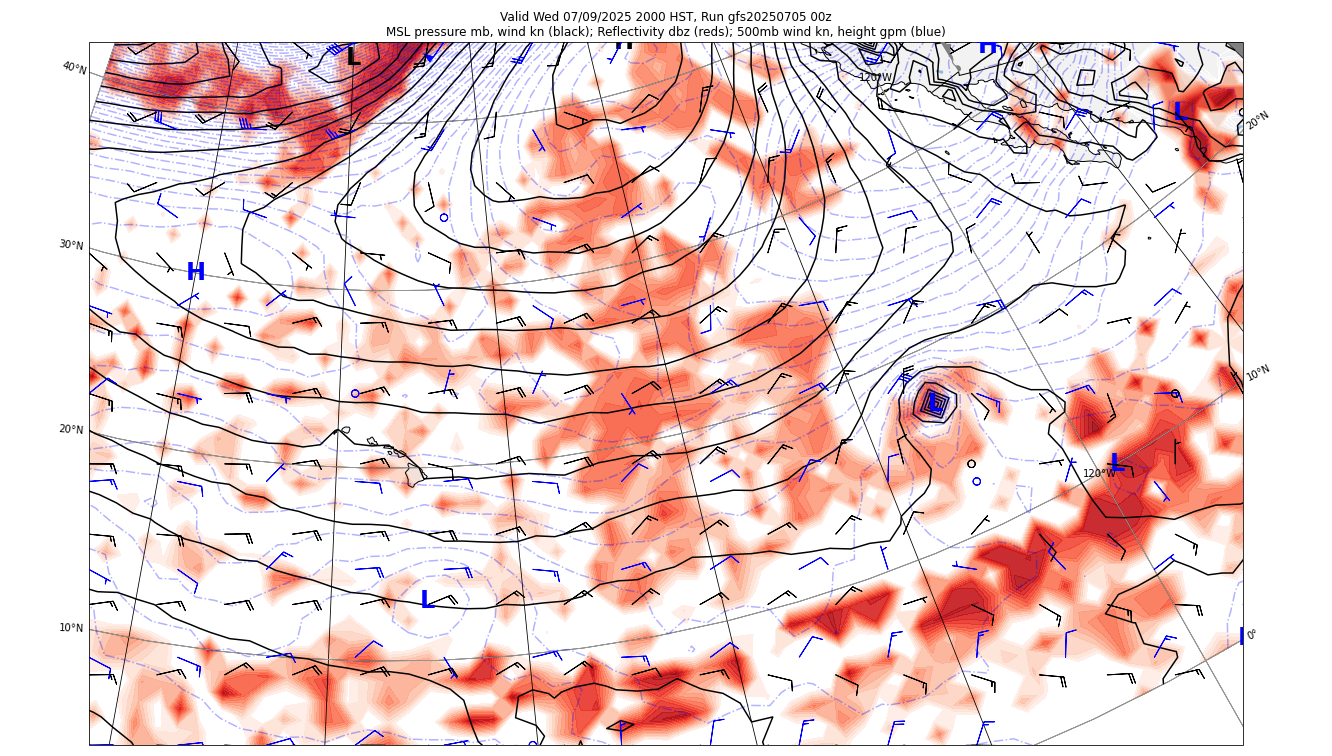 Valid Wed 07/09/2025 2000 HST, Run gfs20250705 00z
MSL pressure mb, wind kn (black); Reflectivity dbz (reds); 500mb wind kn, height gpm (blue)
L H H
40°N 120°W
L
20°N
30°N
H
10°N
L
20°N
L
120°W
L
10°N
0°